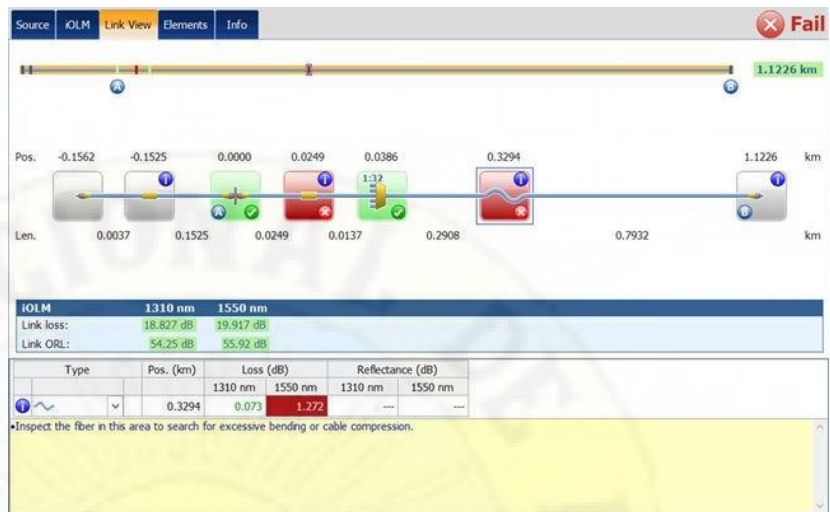 Source iOLM Link View Elements Info Fail
1.1226 km
A B
Pos. -0.1562 -0.1525 0.0000 0.0249 0.0386 0.3294 1.1226 km
1:32
A B
Len. 0.0037 0.1525 0.0249 0.0137 0.2908 0.7932 km
iOLM 1310 nm 1550 nm
Link loss: 18.827 dB 19.917 dB
Link ORL: 54.25 dB 55.92 dB
Type Pos. (km) Loss (dB) Reflectance (dB)
1310 nm 1550 nm 1310 nm 1550 nm
0.3294 0.073 1.272 --- ---
•Inspect the fiber in this area to search for excessive bending or cable compression.